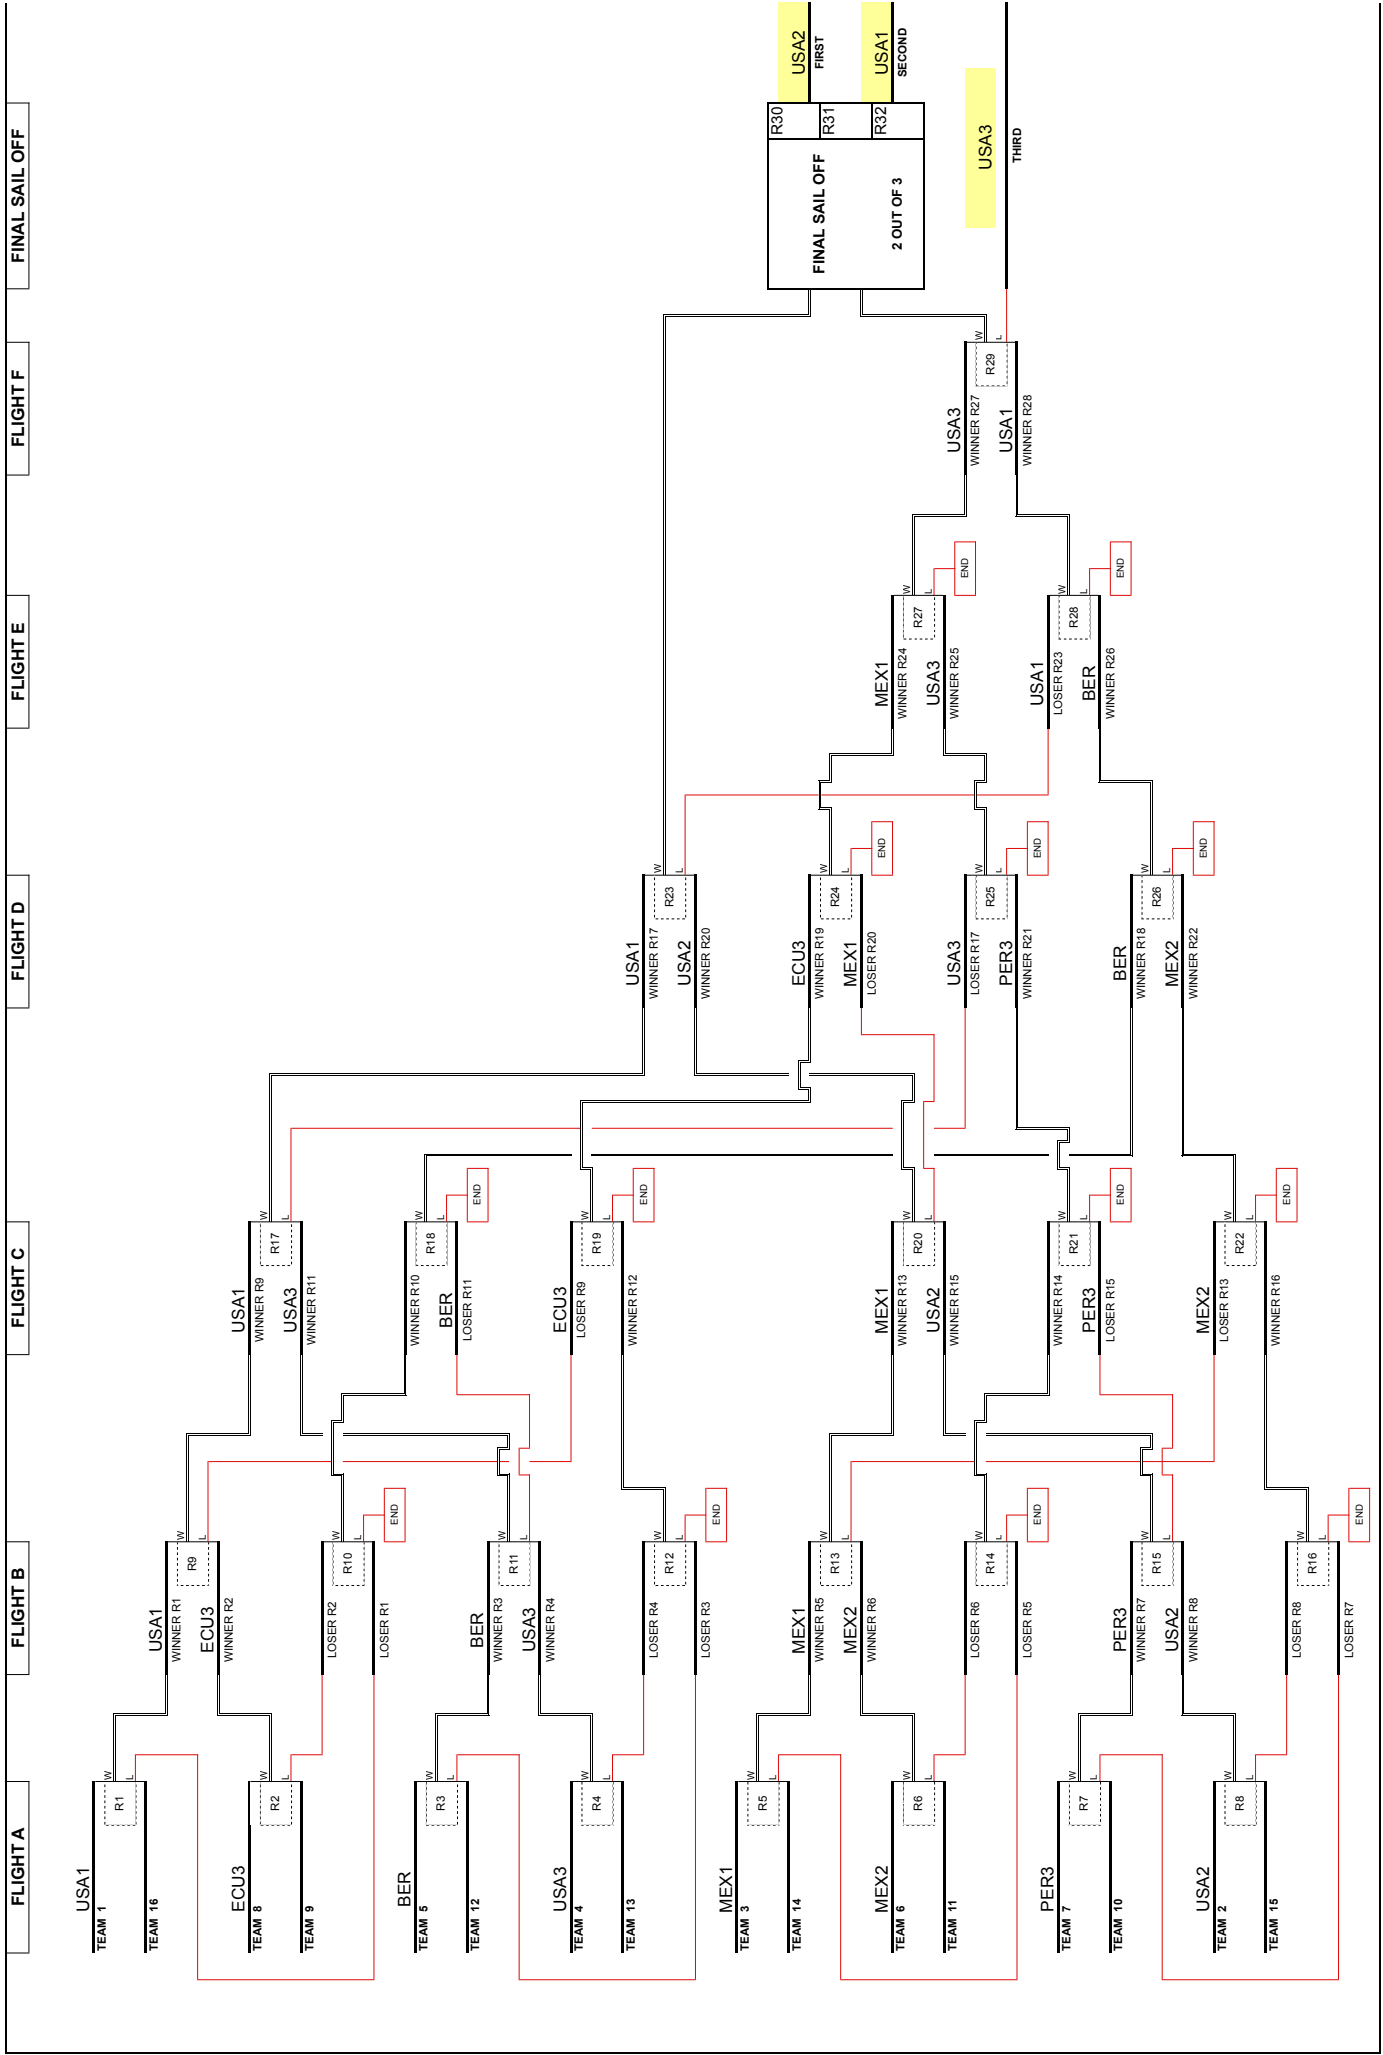 FLIGHT A
FLIGHT B
FLIGHT C
FLIGHT D
FLIGHT E
FLIGHT F
FINAL SAIL OFF
USA1
TEAM 1
R1
W
L
TEAM 16
ECU3
TEAM 8
R2
W
L
TEAM 9
BER
TEAM 5
R3
W
L
TEAM 12
USA3
TEAM 4
R4
W
L
TEAM 13
MEX1
TEAM 3
R5
W
L
TEAM 14
MEX2
TEAM 6
R6
W
L
TEAM 11
PER3
TEAM 7
R7
W
L
TEAM 10
USA2
TEAM 2
R8
W
L
TEAM 15
USA1
WINNER R1
R9
W
L
ECU3
WINNER R2
LOSER R2
R10
W
L
LOSER R1
END
BER
WINNER R3
R11
W
L
USA3
WINNER R4
LOSER R4
R12
W
L
LOSER R3
END
MEX1
WINNER R5
R13
W
L
MEX2
WINNER R6
LOSER R6
R14
W
L
LOSER R5
END
PER3
WINNER R7
R15
W
L
USA2
WINNER R8
LOSER R8
R16
W
L
LOSER R7
END
USA1
WINNER R9
R17
W
L
USA3
WINNER R11
WINNER R10
R18
W
L
BER
LOSER R11
END
ECU3
LOSER R9
R19
W
L
WINNER R12
END
MEX1
WINNER R13
R20
W
L
USA2
WINNER R15
WINNER R14
R21
W
L
PER3
LOSER R15
END
MEX2
LOSER R13
R22
W
L
WINNER R16
END
USA1
WINNER R17
R23
W
L
USA2
WINNER R20
ECU3
WINNER R19
R24
W
L
MEX1
LOSER R20
END
USA3
LOSER R17
R25
W
L
PER3
WINNER R21
END
BER
WINNER R18
R26
W
L
MEX2
WINNER R22
END
MEX1
WINNER R24
R27
W
L
USA3
WINNER R25
END
USA1
LOSER R23
R28
W
L
BER
WINNER R26
END
USA3
WINNER R27
R29
W
L
USA1
WINNER R28
FINAL SAIL OFF
2 OUT OF 3
R30
R31
R32
USA2
FIRST
USA1
SECOND
USA3
THIRD